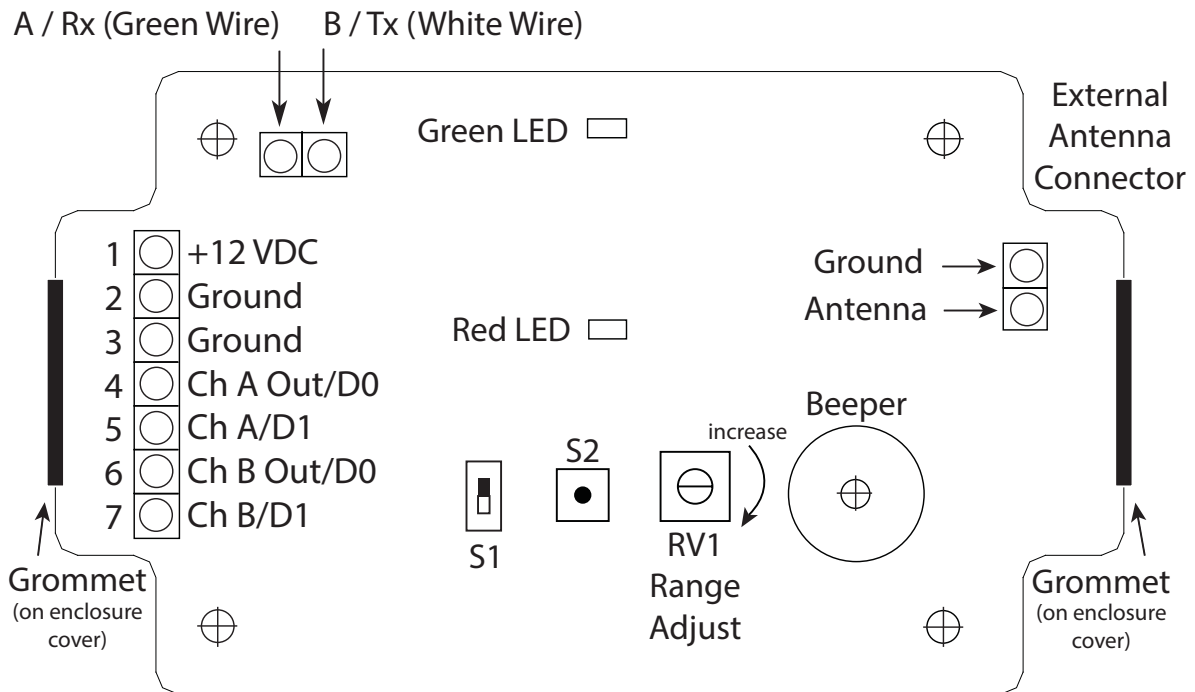 A / Rx (Green Wire)
B / Tx (White Wire)
Green LED
External
Antenna
Connector
1 +12 VDC
2 Ground
3 Ground
4 Ch A Out/D0
5 Ch A/D1
6 Ch B Out/D0
7 Ch B/D1
Ground
Antenna
Red LED
Beeper
increase
S2
S1
RV1
Range
Adjust
Grommet
(on enclosure
cover)
Grommet
(on enclosure
cover)